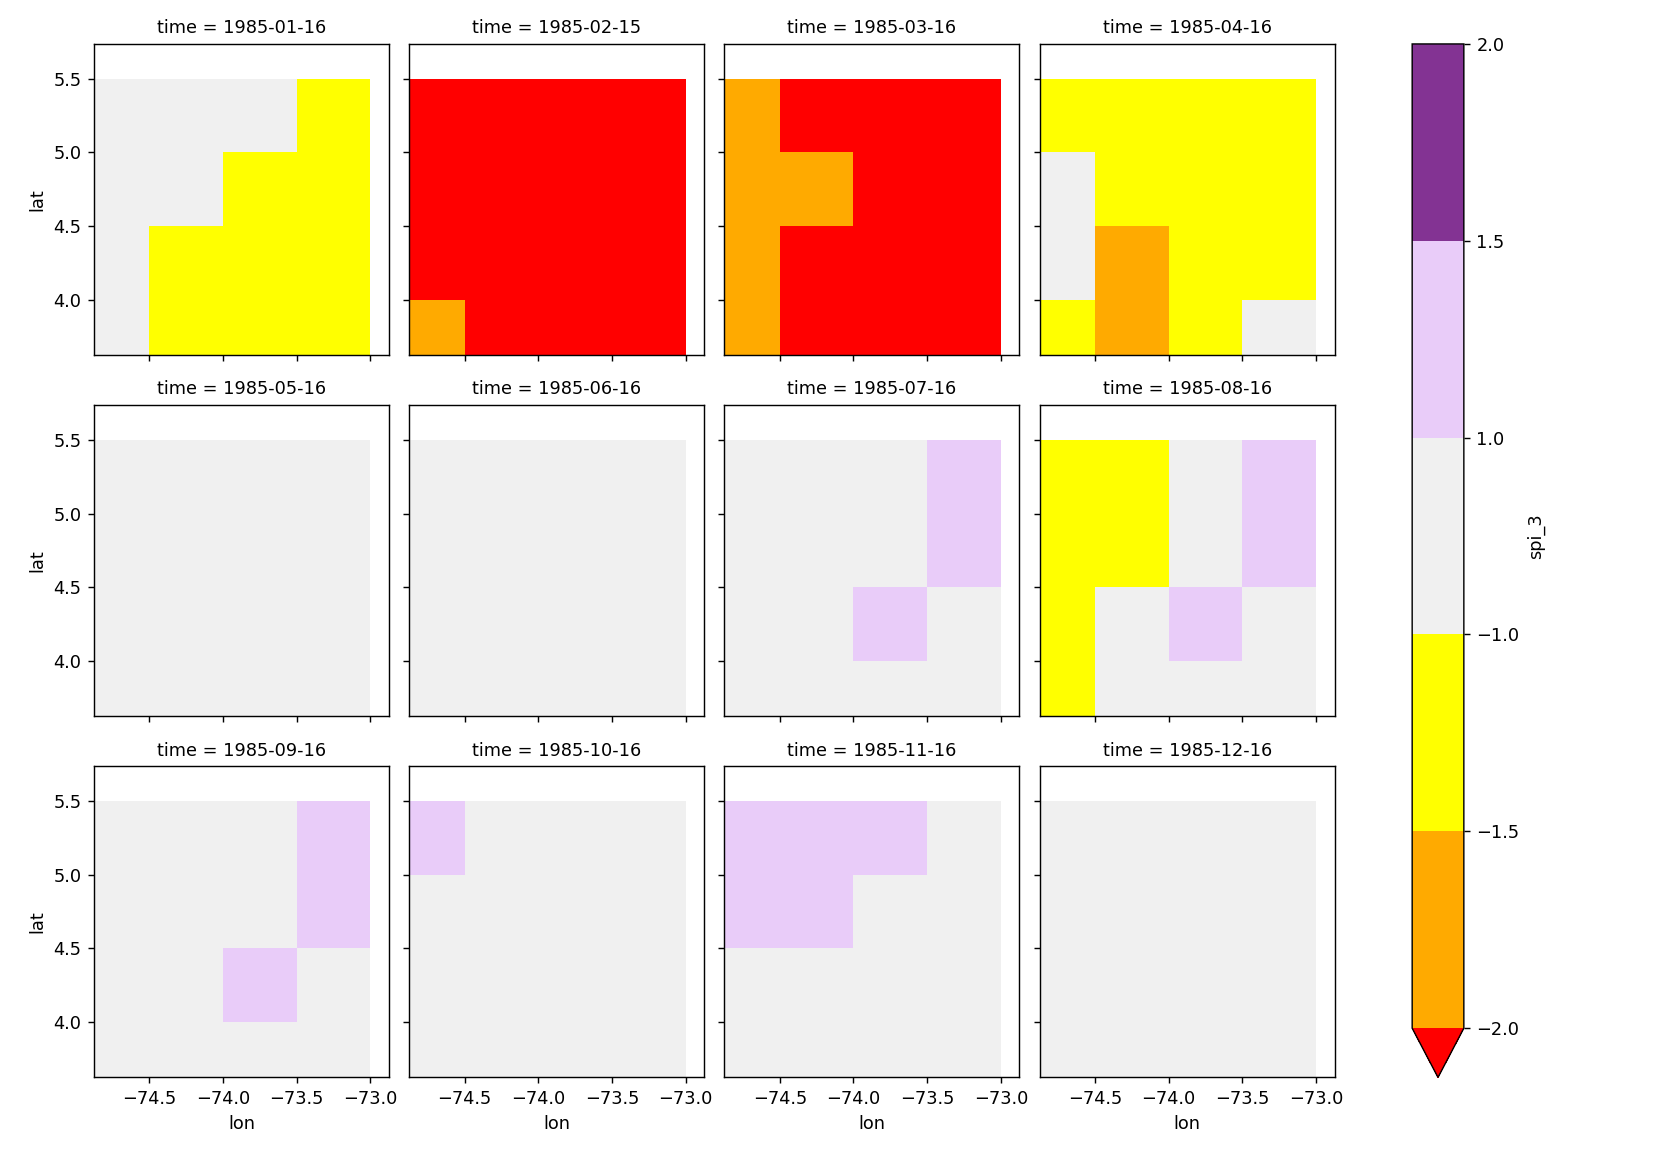 time = 1985-01-16 time = 1985-02-15 time = 1985-03-16 time = 1985-04-16
5.5
5.0
4.5
4.0
lat
time = 1985-05-16 time = 1985-06-16 time = 1985-07-16 time = 1985-08-16
5.5
5.0
4.5
4.0
lat
time = 1985-09-16 time = 1985-10-16 time = 1985-11-16 time = 1985-12-16
5.5
5.0
4.5
4.0
lat
−74.5 −74.0 −73.5 −73.0 −74.5 −74.0 −73.5 −73.0 −74.5 −74.0 −73.5 −73.0 −74.5 −74.0 −73.5 −73.0
lon lon lon lon
2.0
1.5
1.0
−1.0
−1.5
−2.0
spi_3